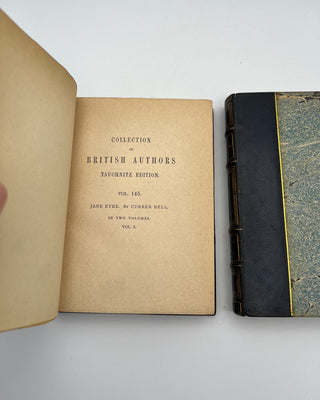 COLLECTION
OF
BRITISH AUTHORS
TAUCHNITZ EDITION.
VOL. 145.
JANE EYRE. BY CURRER BELL.
IN TWO VOLUMES.
VOL. I.